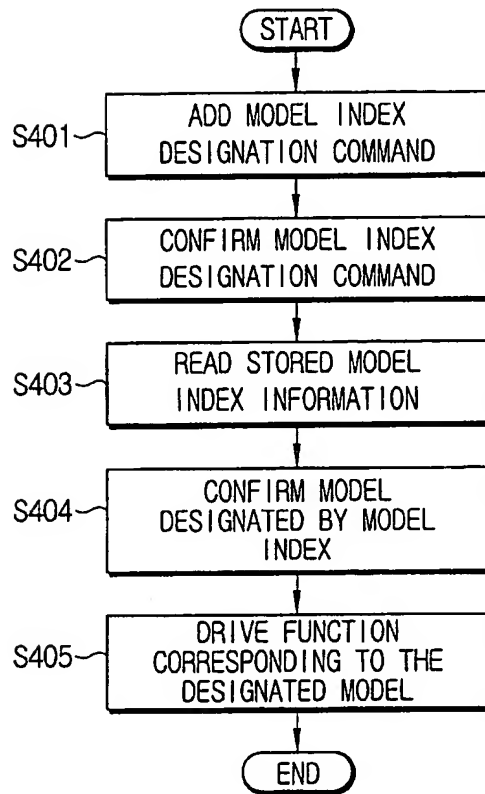 START
S401
ADD MODEL INDEX
DESIGNATION COMMAND
S402
CONFIRM MODEL INDEX
DESIGNATION COMMAND
S403
READ STORED MODEL
INDEX INFORMATION
S404
CONFIRM MODEL
DESIGNATED BY MODEL
INDEX
S405
DRIVE FUNCTION
CORRESPONDING TO THE
DESIGNATED MODEL
END